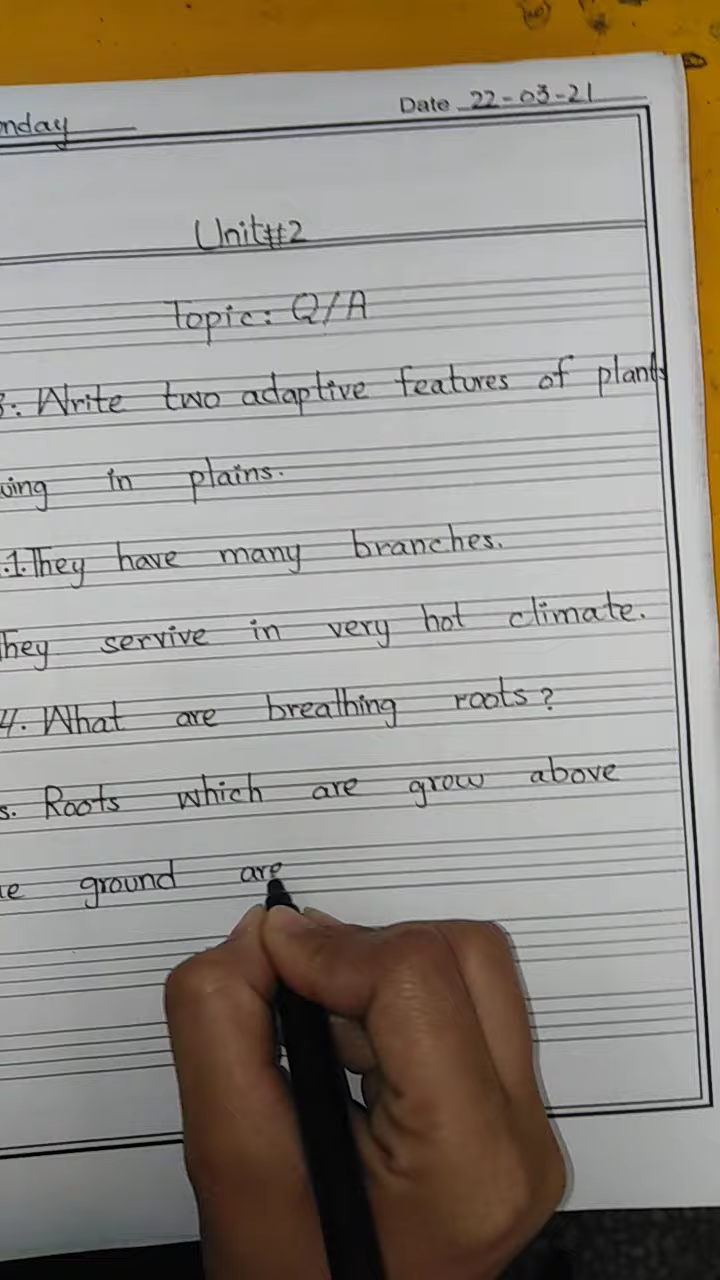 nday Date 22-03-21
Unit#2
Topic: Q/A
3: Write two adaptive features of plants
wing in plains.
.1.They have many branches.
They servive in very hot climate.
4. What are breathing roots?
s. Roots which are grow above
e ground are